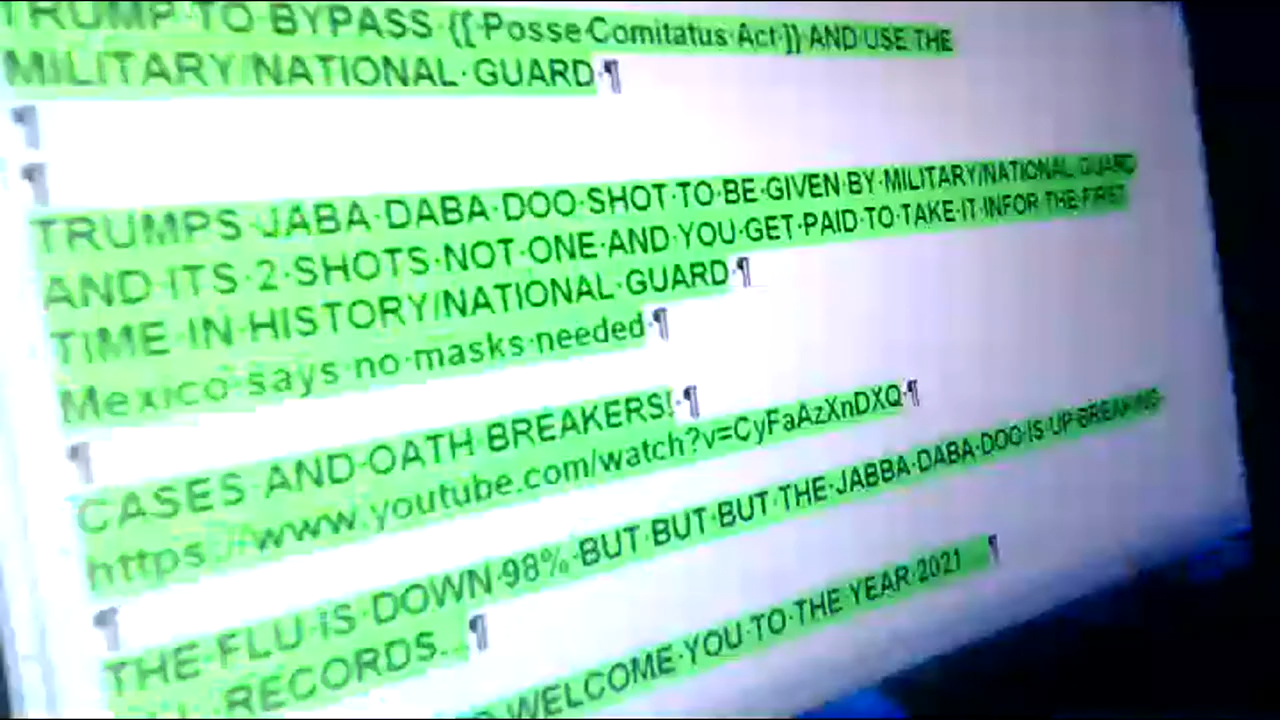 TRUMP TO BYPASS {[ Posse Comitatus Act ]} AND USE THE
MILITARY/NATIONAL GUARD ¶
¶
¶
TRUMPS JABA DABA DOO SHOT TO BE GIVEN BY MILITARY/NATIONAL GUARD
AND ITS 2 SHOTS NOT ONE AND YOU GET PAID TO TAKE IT INFOR THE FIRST
TIME IN HISTORY/NATIONAL GUARD ¶
Mexico says no masks needed ¶
¶
CASES AND OATH BREAKERS! ¶
https://www.youtube.com/watch?v=CyFaAzXnDXQ ¶
¶
THE FLU IS DOWN 98% BUT BUT BUT THE JABBA DABA DOO IS UP BREAKING
RECORDS... ¶
WELCOME YOU TO THE YEAR 2021 ¶